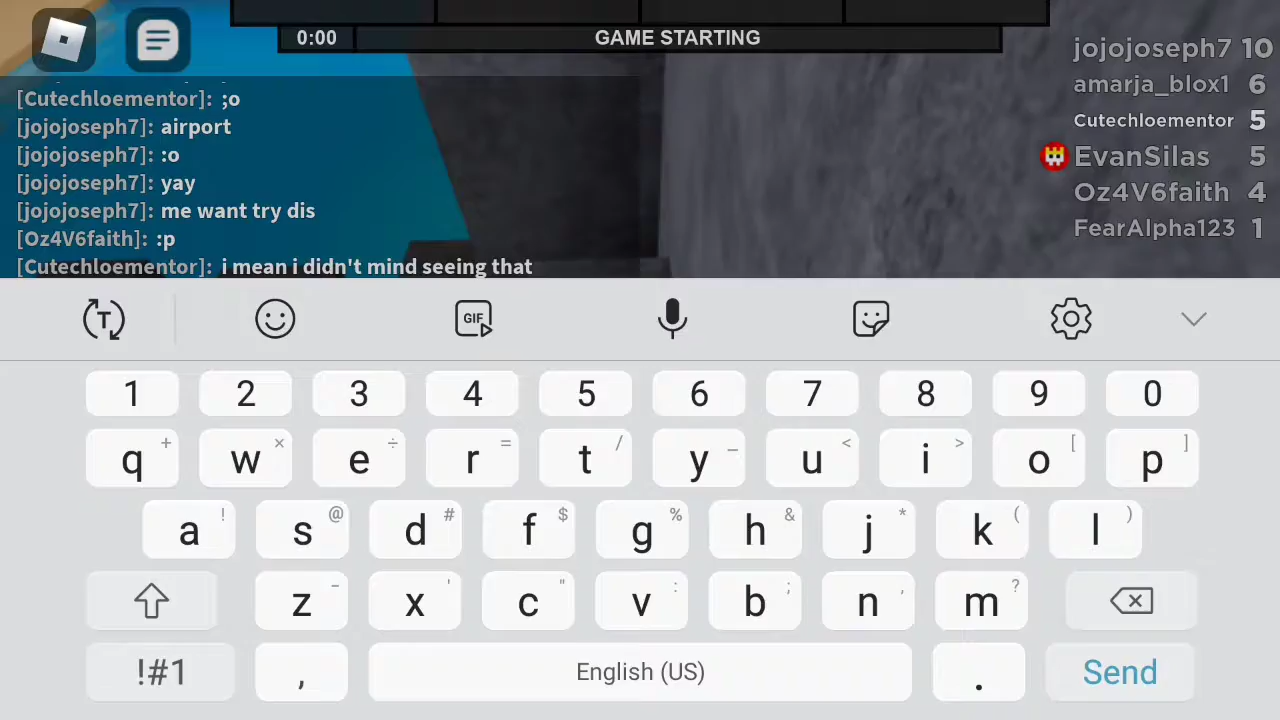 0:00 GAME STARTING
jojojoseph7 10
amarja_blox1 6
Cutechloementor 5
EvanSilas 5
Oz4V6faith 4
FearAlpha123 1
[Cutechloementor]: ;o
[jojojoseph7]: airport
[jojojoseph7]: :o
[jojojoseph7]: yay
[jojojoseph7]: me want try dis
[Oz4V6faith]: :p
[Cutechloementor]: i mean i didn't mind seeing that
T GIF
1 2 3 4 5 6 7 8 9 0
q + w × e ÷ r = t / y _ u < i > o [ p ]
a ! s @ d # f $ g % h & j * k ( l )
z - x ' c " v : b ; n , m ?
!#1 , English (US) . Send